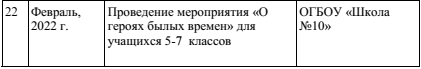 22 Февраль, Проведение мероприятия «О ОГБОУ «Школа
2022 г. героях былых времен» для №10»
учащихся 5-7 классов